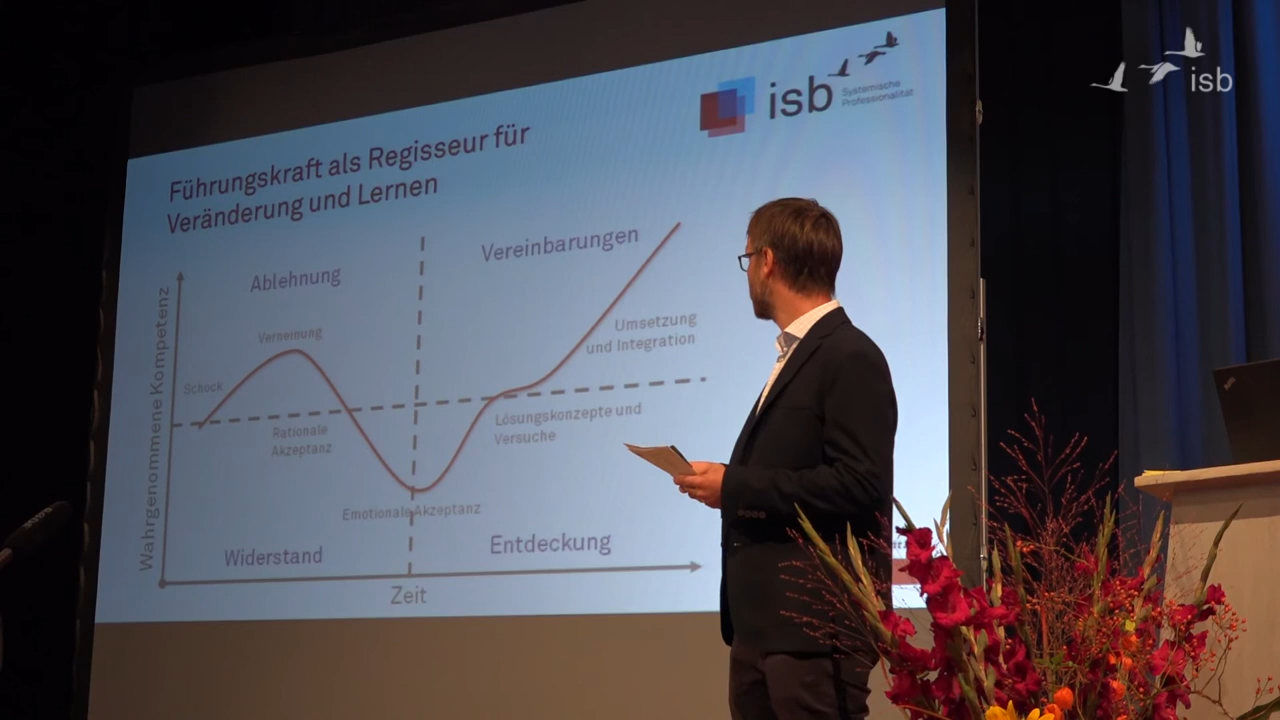 isb
isb
Systemische
Professionalität
Führungskraft als Regisseur für
Veränderung und Lernen
Vereinbarungen
Ablehnung
Wahrgenommene Kompetenz
Verneinung
Umsetzung
und Integration
Schock
Lösungskonzepte und
Versuche
Rationale
Akzeptanz
Emotionale Akzeptanz
Widerstand
Entdeckung
Zeit